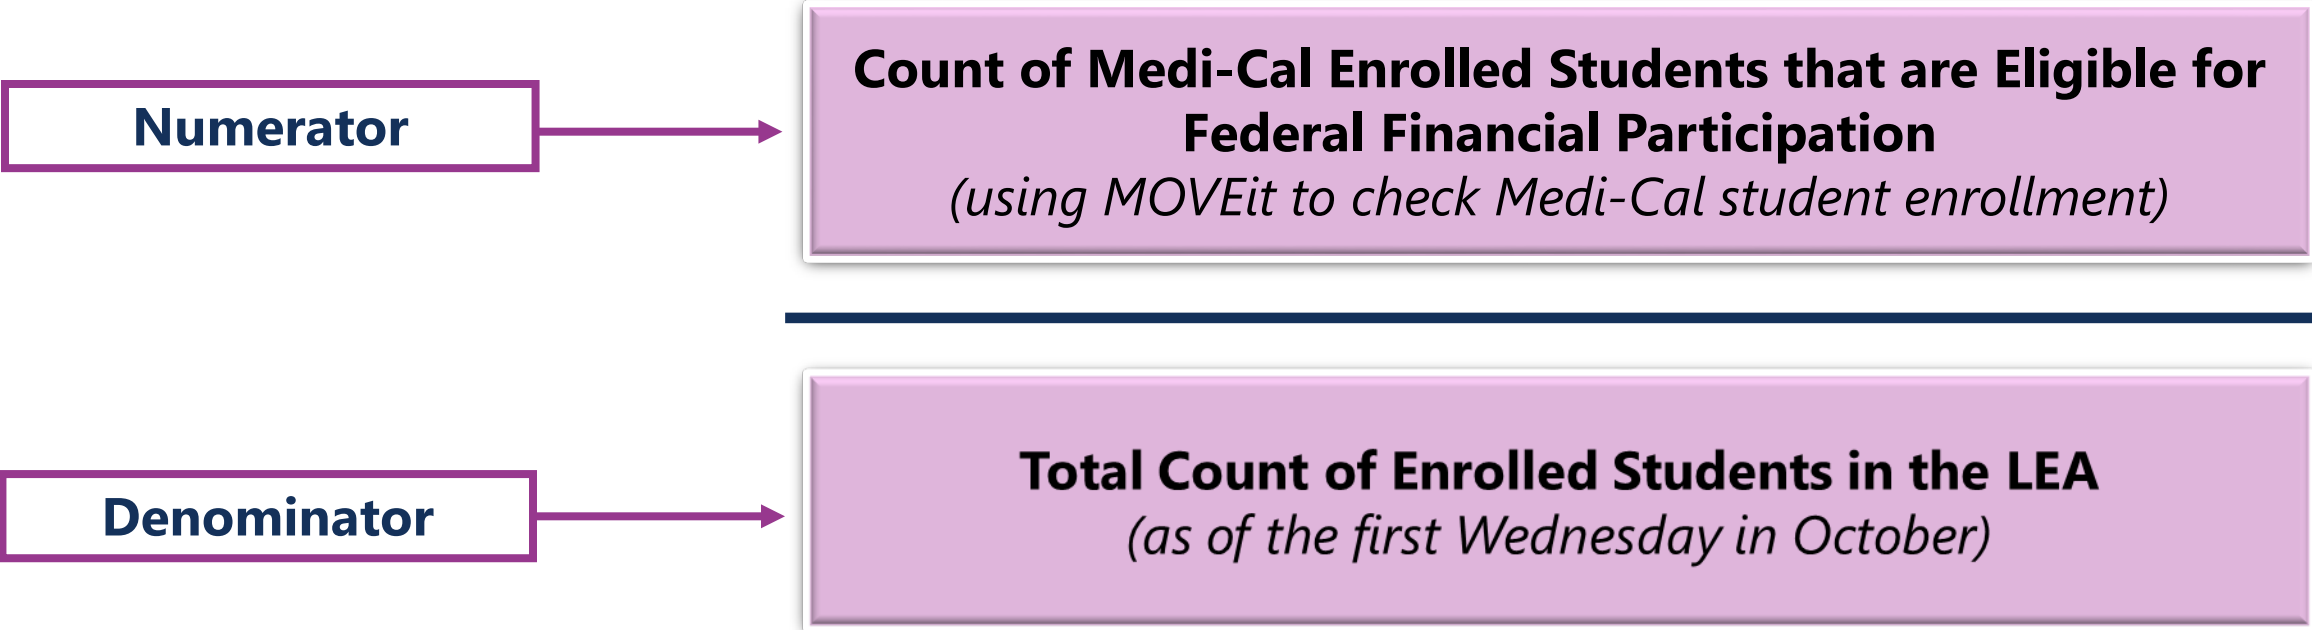 Numerator
Count of Medi-Cal Enrolled Students that are Eligible for
Federal Financial Participation
(using MOVEit to check Medi-Cal student enrollment)
Denominator
Total Count of Enrolled Students in the LEA
(as of the first Wednesday in October)